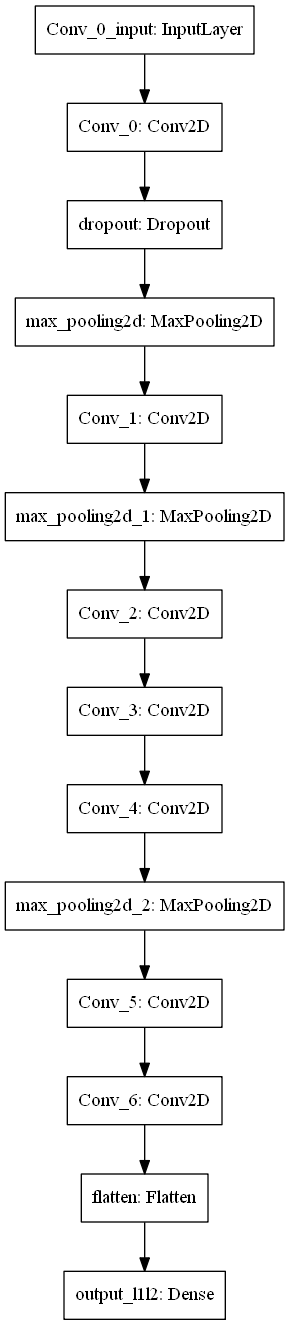 Conv_0_input: InputLayer
Conv_0: Conv2D
dropout: Dropout
max_pooling2d: MaxPooling2D
Conv_1: Conv2D
max_pooling2d_1: MaxPooling2D
Conv_2: Conv2D
Conv_3: Conv2D
Conv_4: Conv2D
max_pooling2d_2: MaxPooling2D
Conv_5: Conv2D
Conv_6: Conv2D
flatten: Flatten
output_l1l2: Dense